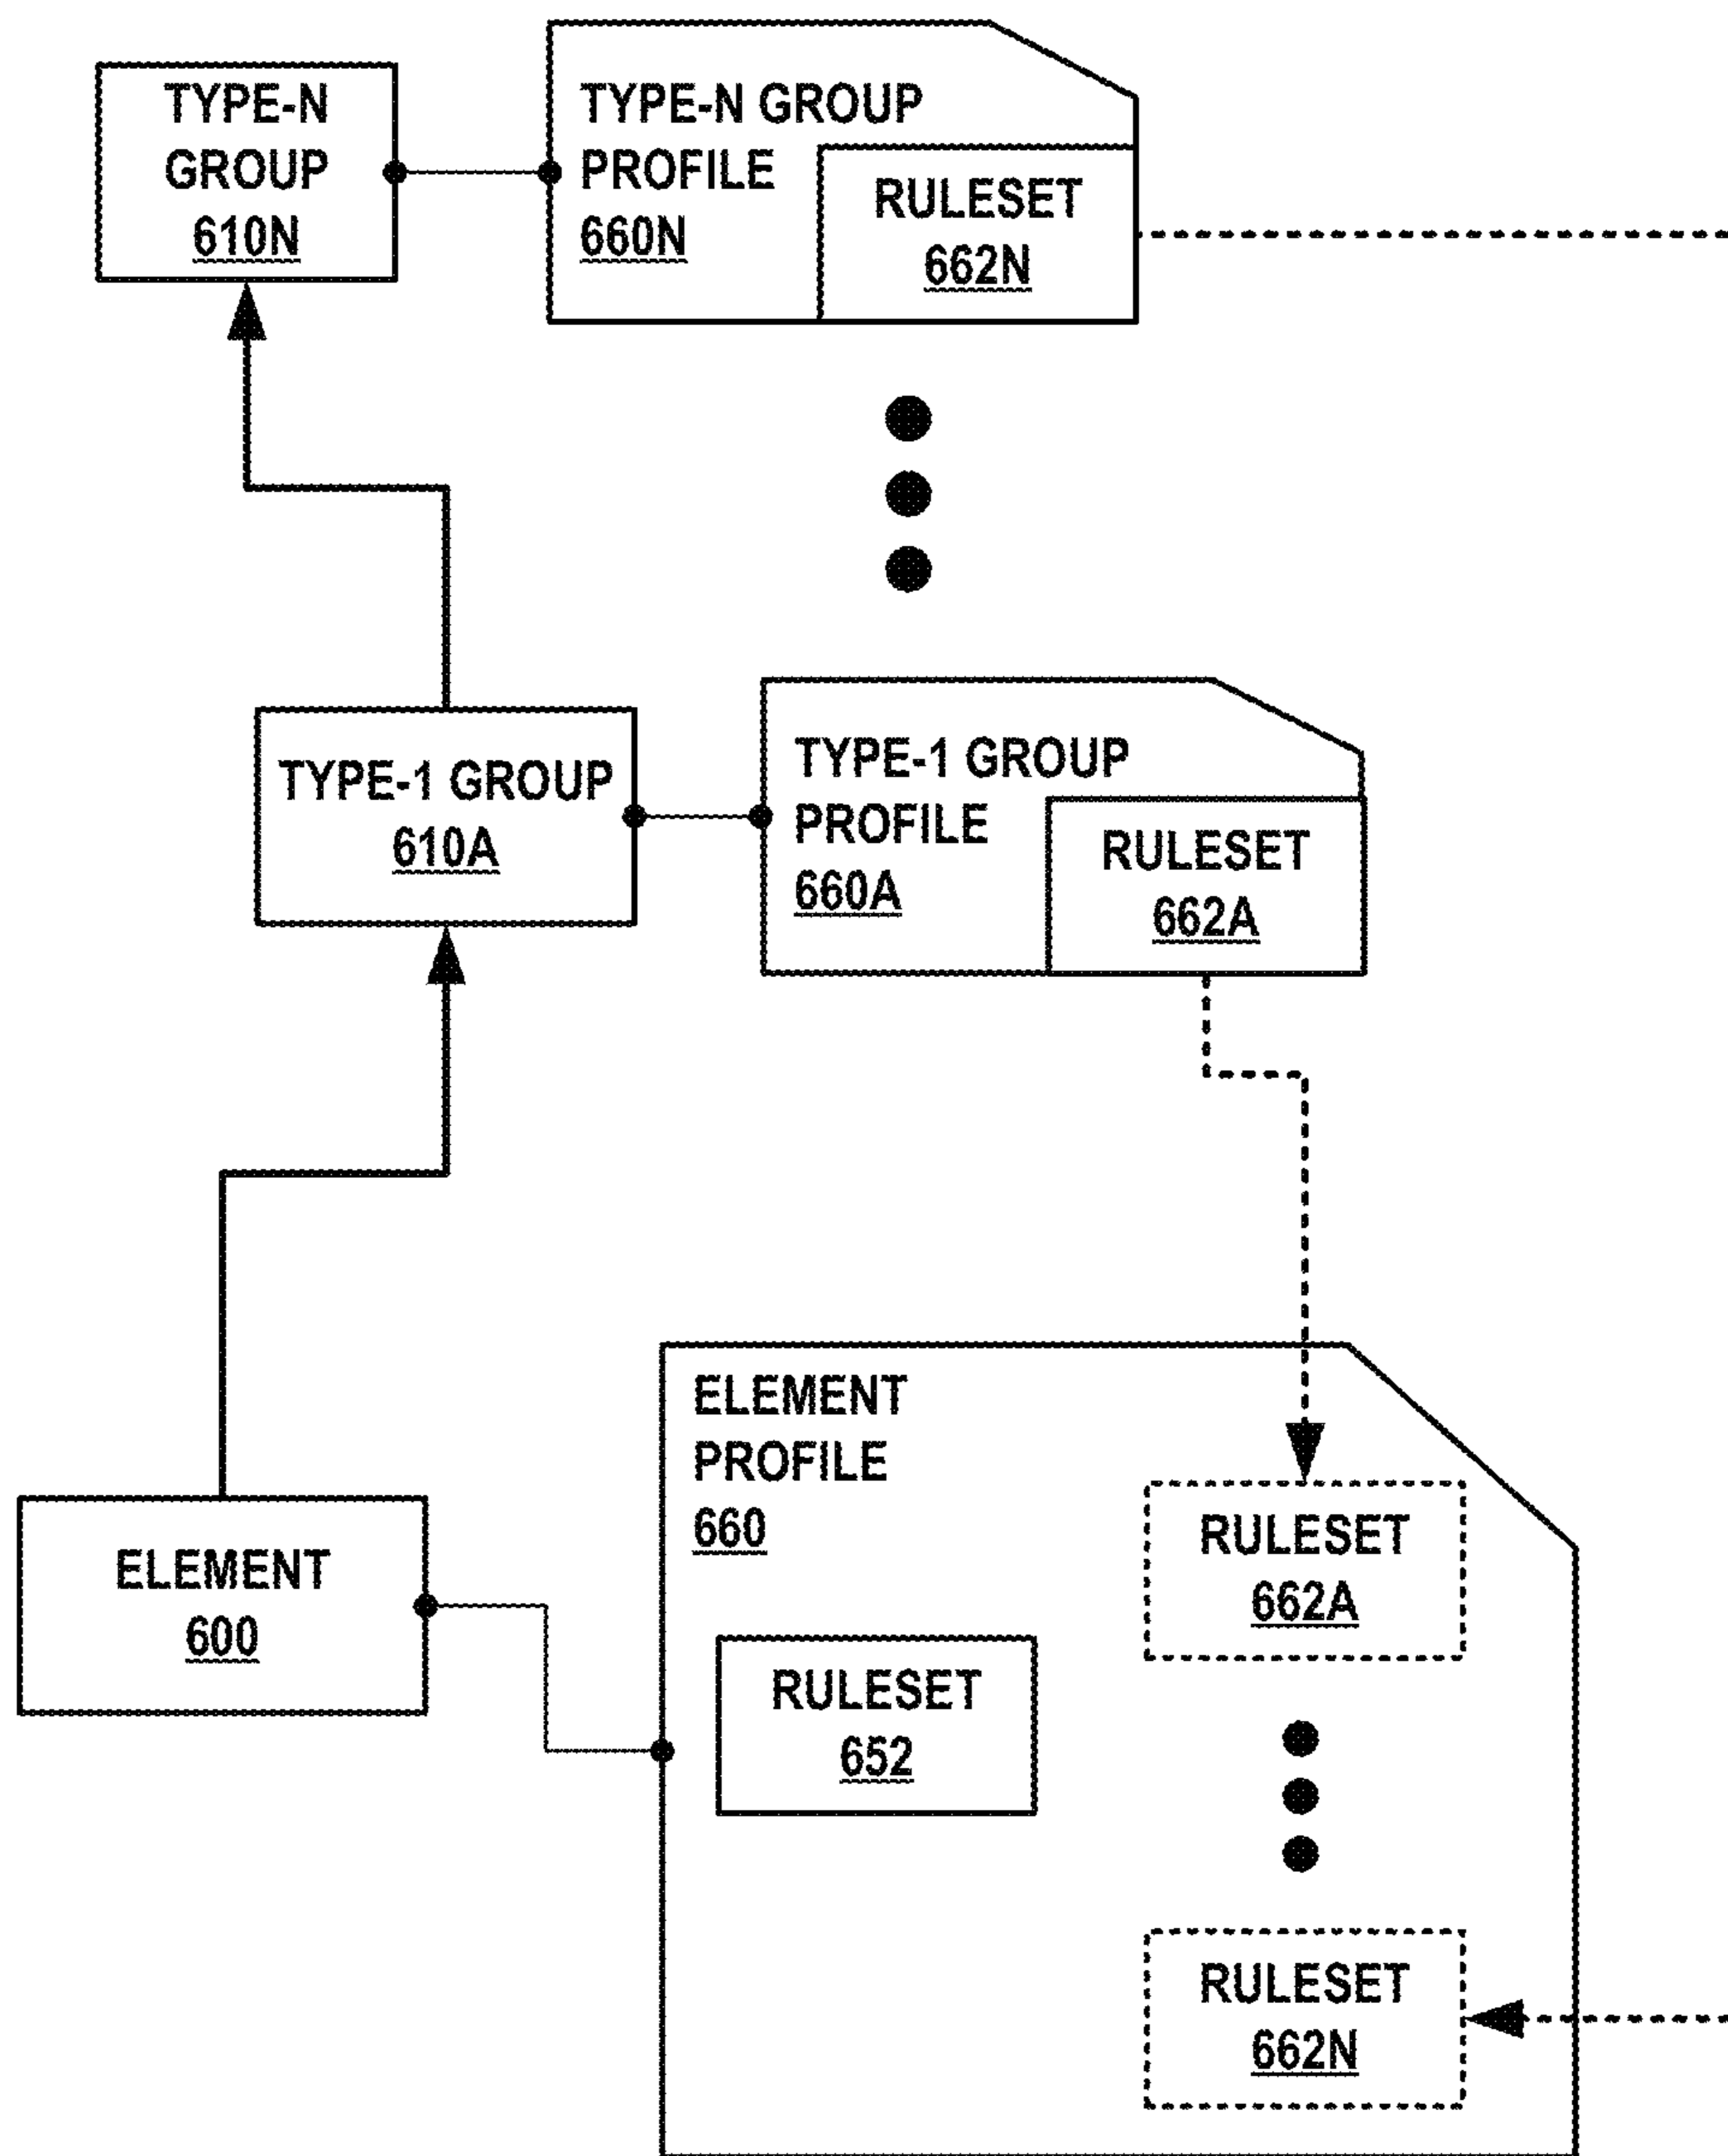 TYPE-N
GROUP
610N
TYPE-N GROUP
PROFILE
660N
RULESET
662N
TYPE-1 GROUP
610A
TYPE-1 GROUP
PROFILE
660A
RULESET
662A
ELEMENT
600
ELEMENT
PROFILE
660
RULESET
652
RULESET
662A
RULESET
662N